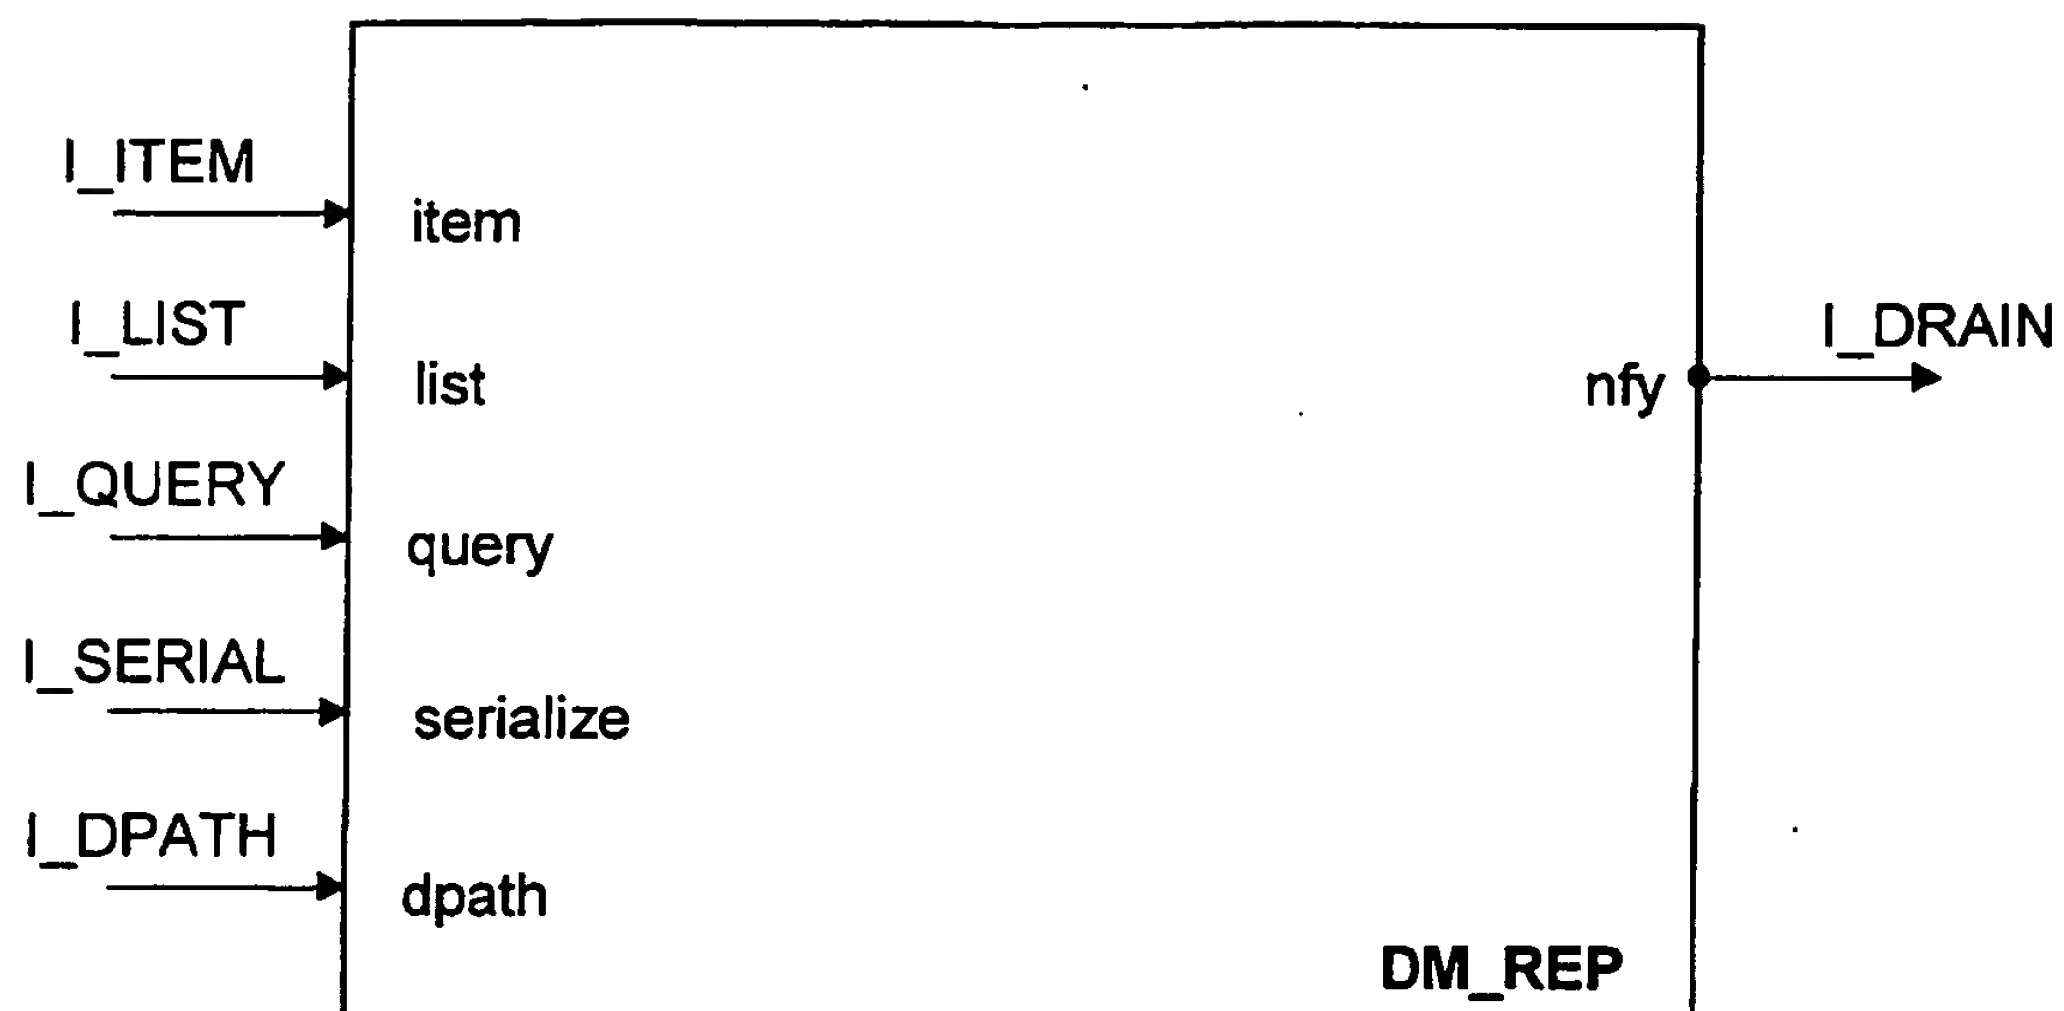 I_ITEM
item
I_LIST
list
I_DRAIN
nfy
I_QUERY
query
I_SERIAL
serialize
I_DPATH
dpath
DM_REP